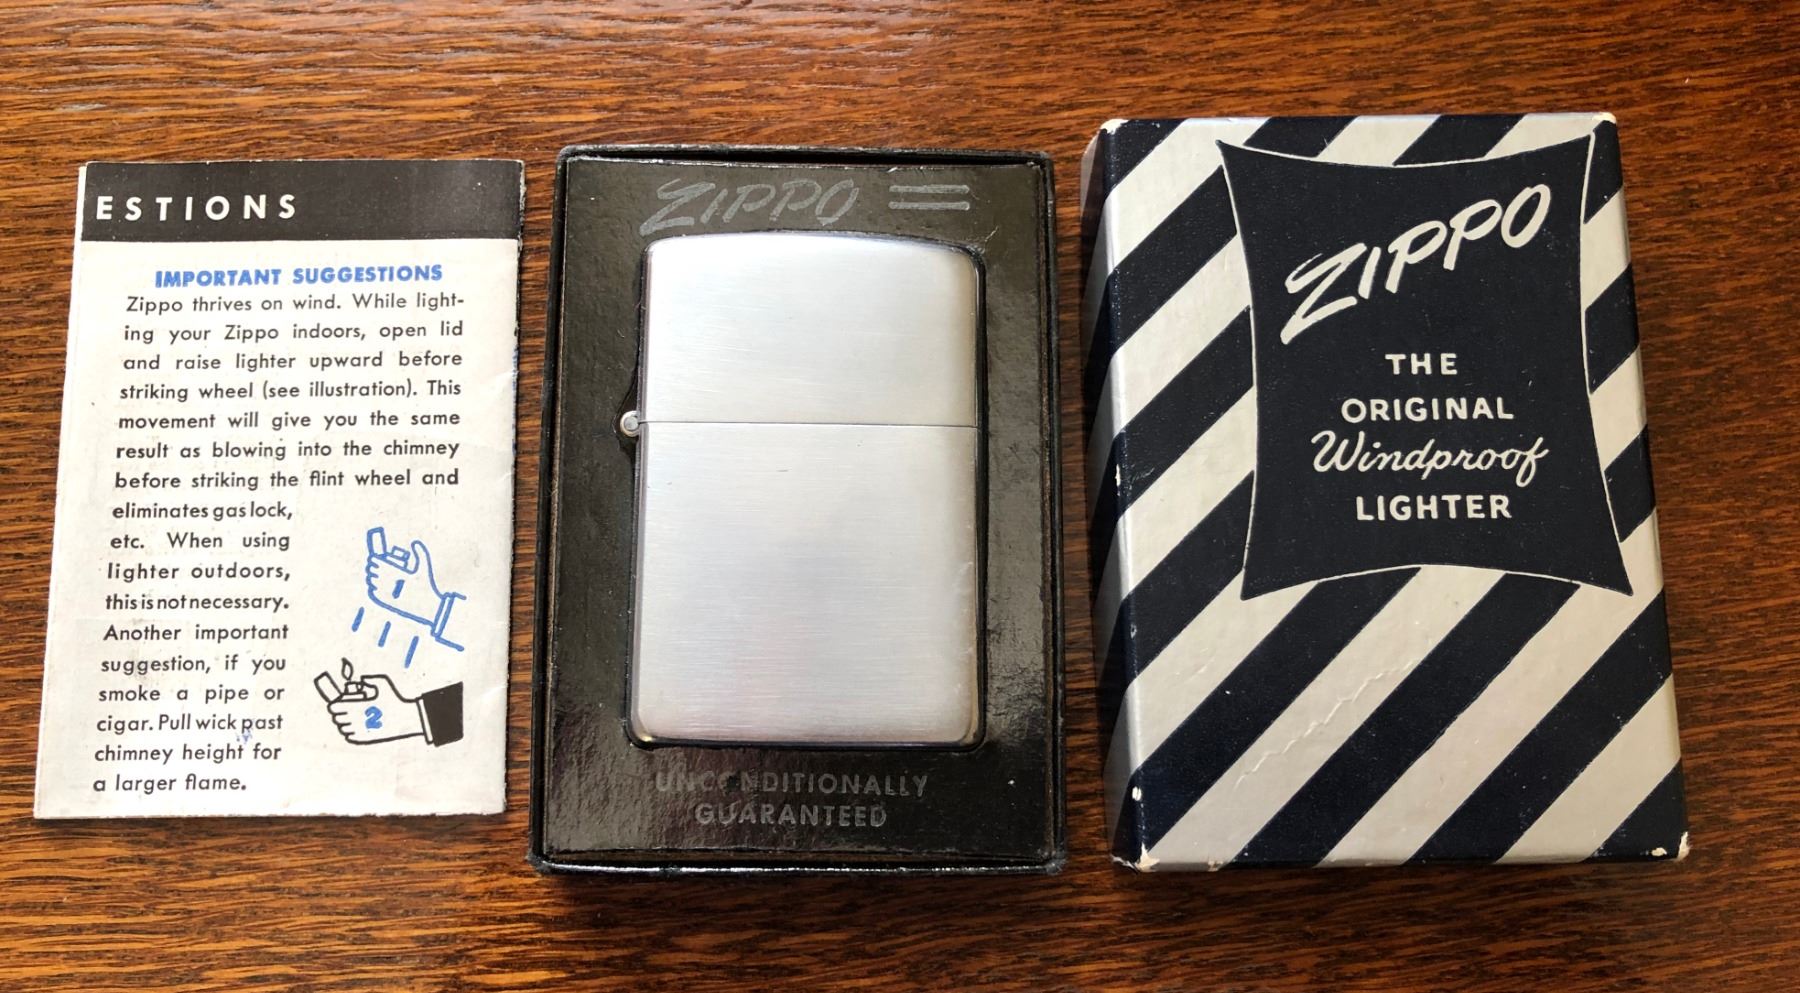 ESTIONS
IMPORTANT SUGGESTIONS
Zippo thrives on wind. While light-
ing your Zippo indoors, open lid
and raise lighter upward before
striking wheel (see illustration). This
movement will give you the same
result as blowing into the chimney
before striking the flint wheel and
eliminates gas lock,
etc. When using
lighter outdoors,
this is not necessary.
Another important
suggestion, if you
smoke a pipe or
cigar. Pull wick past
chimney height for
a larger flame.
1
2
ZIPPO
UNCONDITIONALLY
GUARANTEED
ZIPPO
THE
ORIGINAL
Windproof
LIGHTER